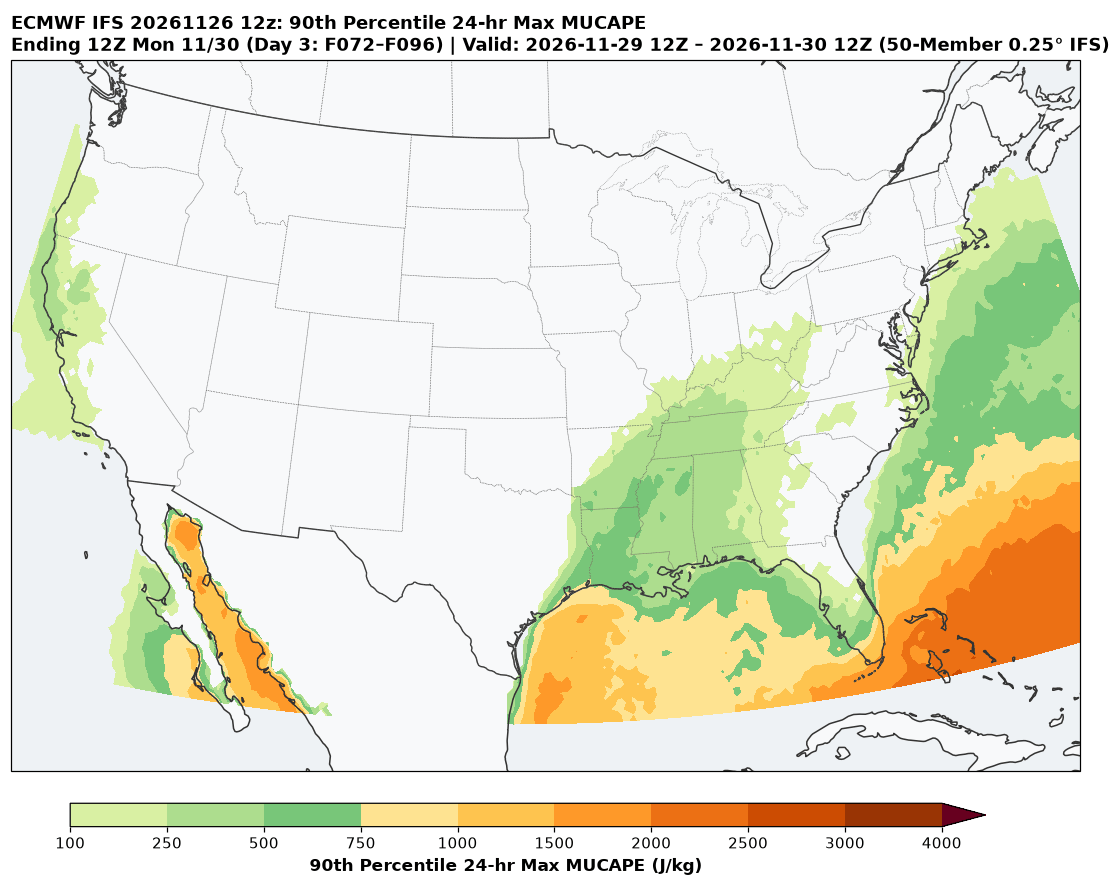 ECMWF IFS 20261126 12z: 90th Percentile 24-hr Max MUCAPE
Ending 12Z Mon 11/30 (Day 3: F072–F096) | Valid: 2026-11-29 12Z – 2026-11-30 12Z (50-Member 0.25° IFS)
100 250 500 750 1000 1500 2000 2500 3000 4000
90th Percentile 24-hr Max MUCAPE (J/kg)